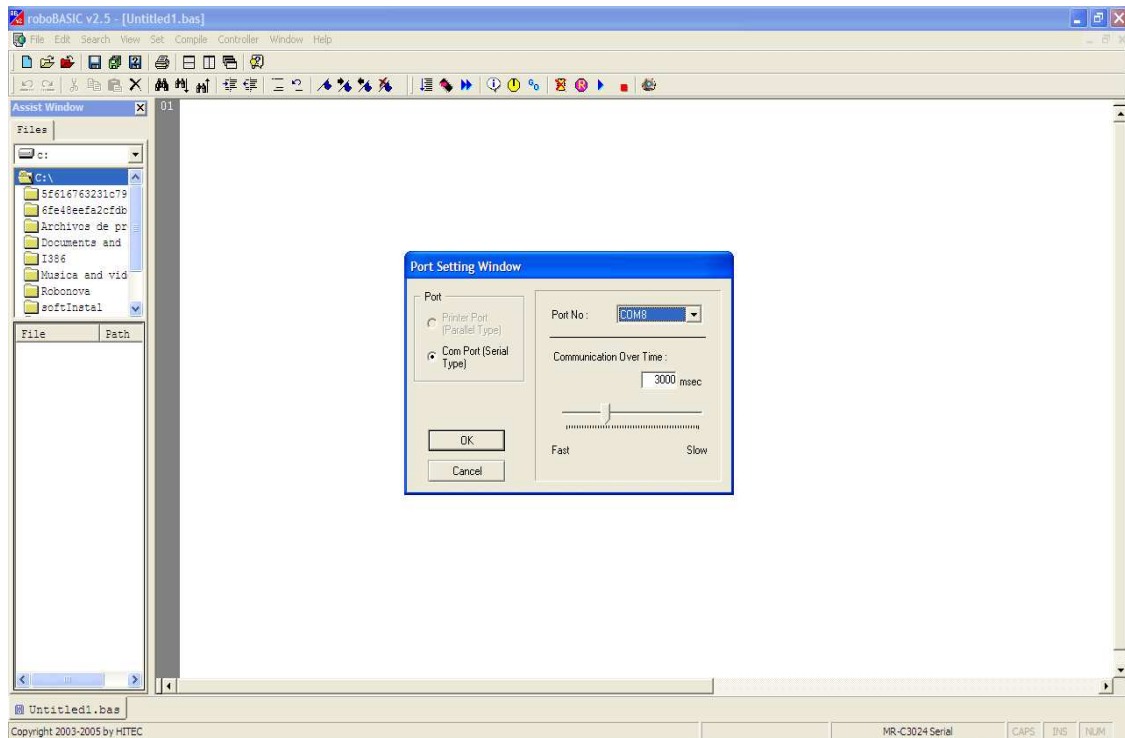 roboBASIC v2.5 - [Untitled1.bas]
File Edit Search View Set Compile Controller Window Help
Assist Window
01
Files
c:
C:\
5f616763231c79
6fe48eefa2cfdb
Archivos de pr
Documents and
I386
Musica and vid
Robonova
softInstal
File Path
Port Setting Window
Port
Printer Port
(Parallel Type)
Com Port (Serial
Type)
Port No :
COM8
Communication Over Time :
3000 msec
Fast Slow
OK
Cancel
Untitled1.bas
Copyright 2003-2005 by HITEC
MR-C3024 Serial
CAPS INS NUM